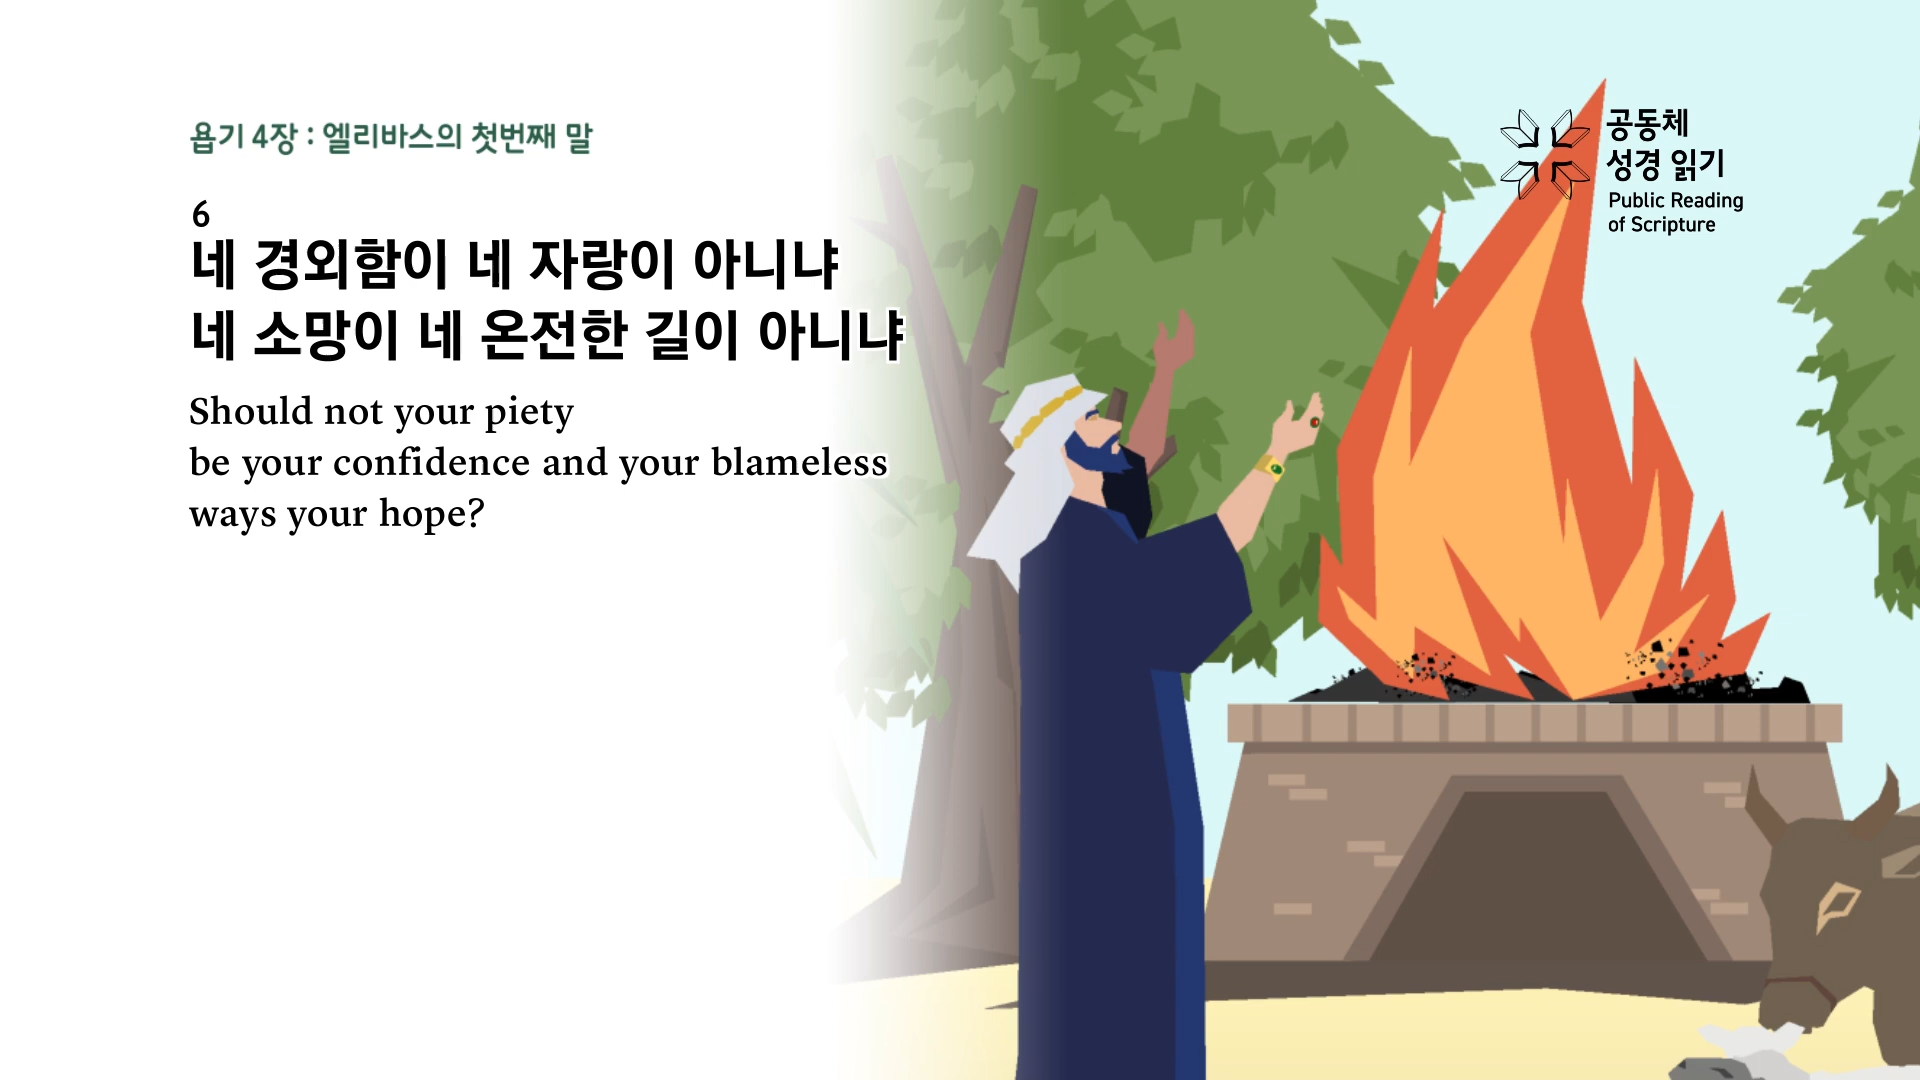 욥기 4장 : 엘리바스의 첫번째 말
6
네 경외함이 네 자랑이 아니냐
네 소망이 네 온전한 길이 아니냐
Should not your piety
be your confidence and your blameless
ways your hope?
공동체
성경 읽기
Public Reading
of Scripture